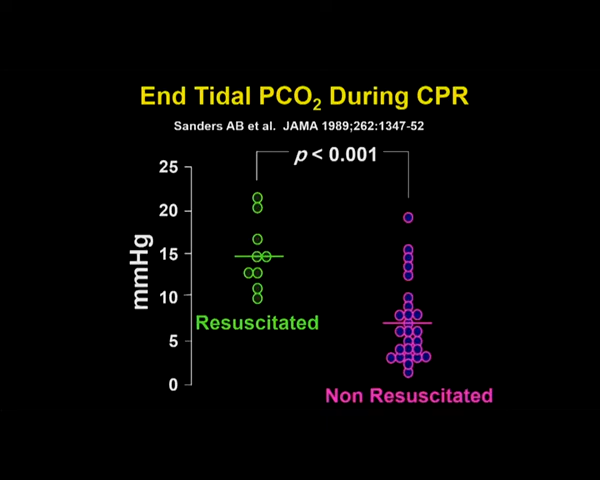 End Tidal PCO2 During CPR
Sanders AB et al. JAMA 1989;262:1347-52
p < 0.001
25
20
15
10
5
0
mmHg
Resuscitated
Non Resuscitated